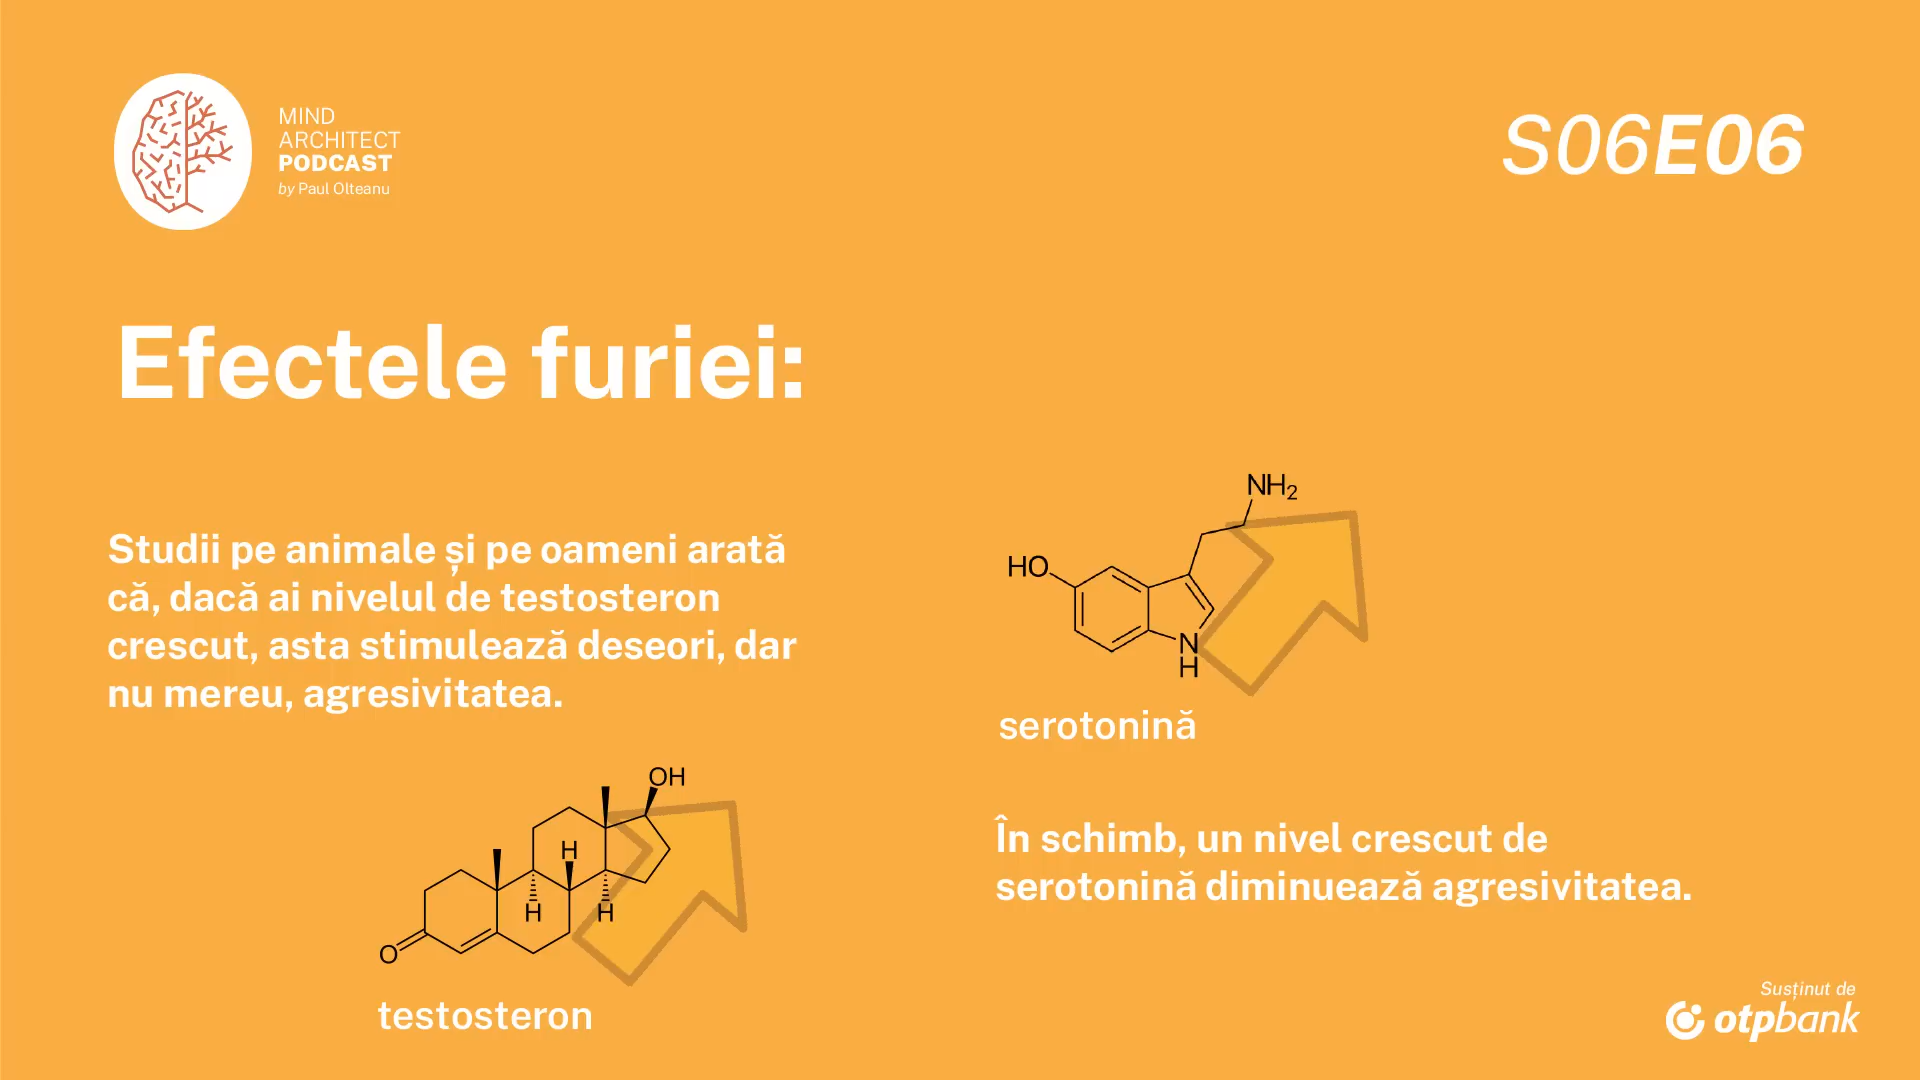 MIND
ARCHITECT
PODCAST
by Paul Olteanu
S06E06
Efectele furiei:
Studii pe animale și pe oameni arată
că, dacă ai nivelul de testosteron
crescut, asta stimulează deseori, dar
nu mereu, agresivitatea.
OH
H
H
H
O
testosteron
NH₂
HO
N
H
serotonină
În schimb, un nivel crescut de
serotonină diminuează agresivitatea.
Susținut de
otpbank